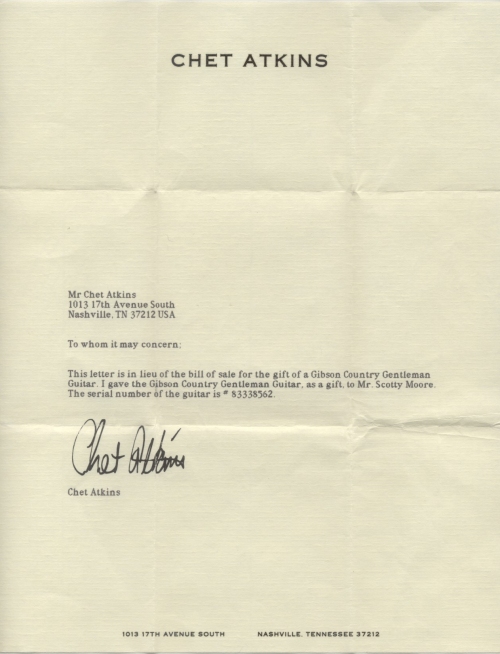 CHET ATKINS
Mr Chet Atkins
1013 17th Avenue South
Nashville, TN 37212 USA
To whom it may concern:
This letter is in lieu of the bill of sale for the gift of a Gibson Country Gentleman
Guitar. I gave the Gibson Country Gentleman Guitar, as a gift, to Mr. Scotty Moore.
The serial number of the guitar is # 83338562.
Chet Atkins
Chet Atkins
1013 17TH AVENUE SOUTH NASHVILLE, TENNESSEE 37212